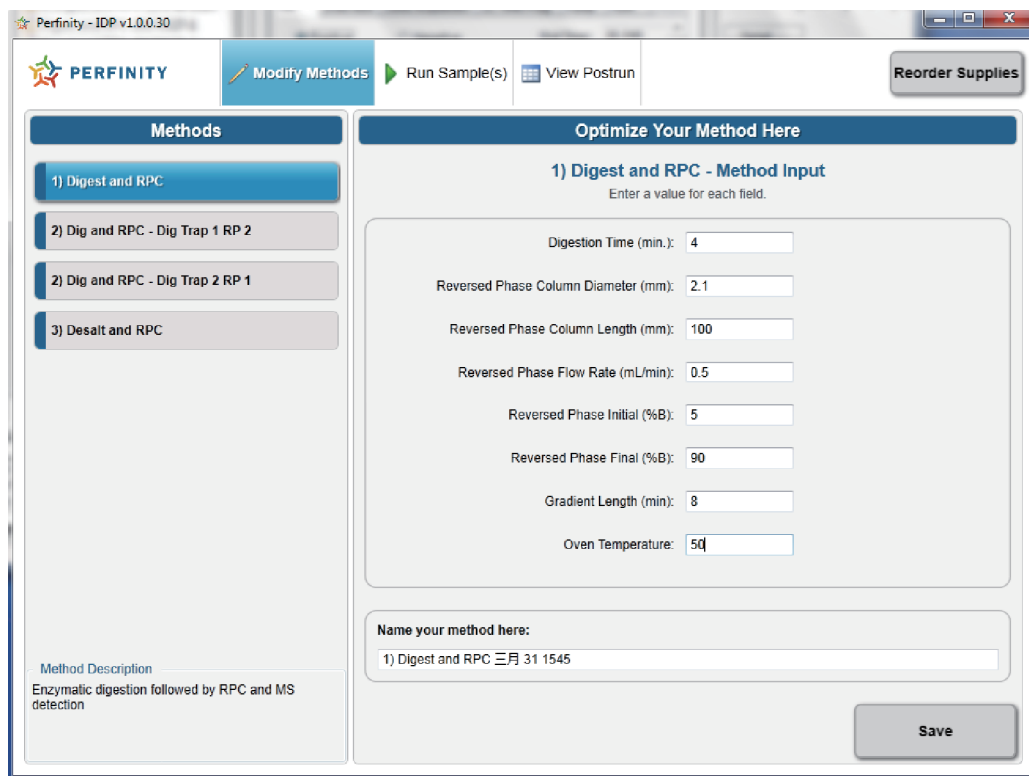 Perfinity - IDP v1.0.0.30
PERFINITY
Modify Methods
Run Sample(s)
View Postrun
Reorder Supplies
Methods
1) Digest and RPC
2) Dig and RPC - Dig Trap 1 RP 2
2) Dig and RPC - Dig Trap 2 RP 1
3) Desalt and RPC
Method Description
Enzymatic digestion followed by RPC and MS
detection
Optimize Your Method Here
1) Digest and RPC - Method Input
Enter a value for each field.
Digestion Time (min.): 4
Reversed Phase Column Diameter (mm): 2.1
Reversed Phase Column Length (mm): 100
Reversed Phase Flow Rate (mL/min): 0.5
Reversed Phase Initial (%B): 5
Reversed Phase Final (%B): 90
Gradient Length (min): 8
Oven Temperature: 50
Name your method here:
1) Digest and RPC 三月 31 1545
Save